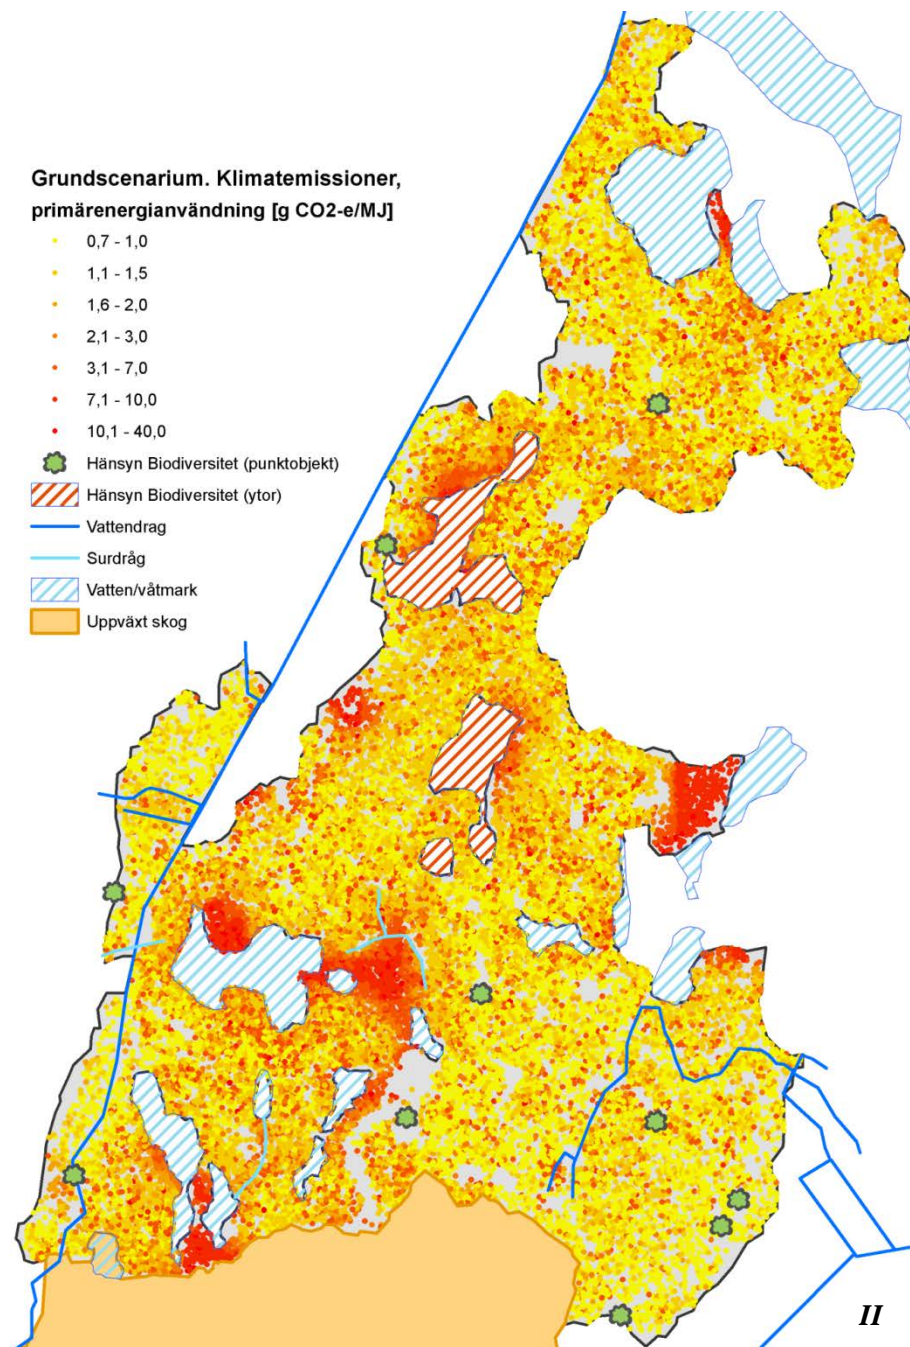 Grundscenarium. Klimatemissioner,
primärenergianvändning [g CO2-e/MJ]
0,7 - 1,0
1,1 - 1,5
1,6 - 2,0
2,1 - 3,0
3,1 - 7,0
7,1 - 10,0
10,1 - 40,0
Hänsyn Biodiversitet (punktobjekt)
Hänsyn Biodiversitet (ytor)
Vattendrag
Surdråg
Vatten/våtmark
Uppväxt skog
II